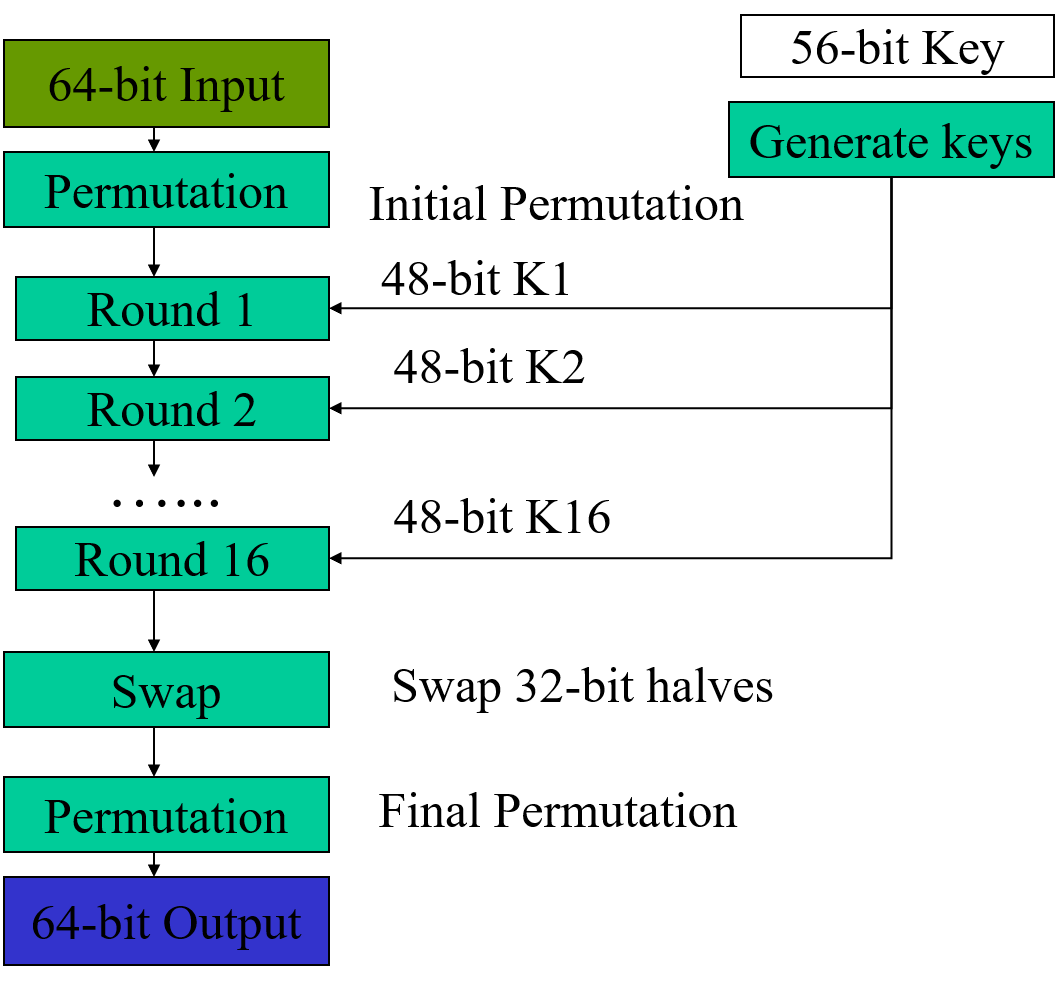 56-bit Key
64-bit Input
Generate keys
Permutation
Initial Permutation
48-bit K1
Round 1
48-bit K2
Round 2
…...
48-bit K16
Round 16
Swap
Swap 32-bit halves
Permutation
Final Permutation
64-bit Output